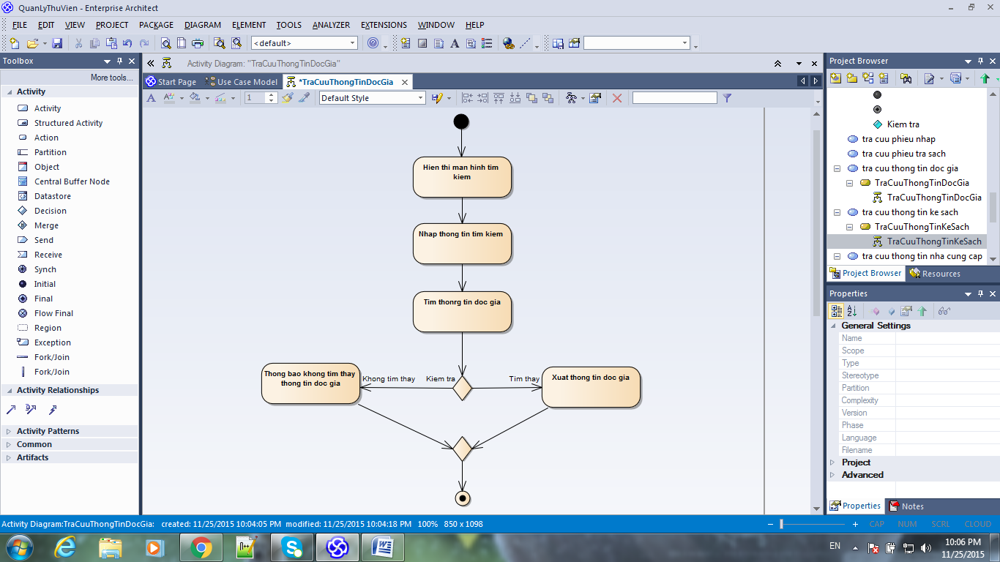 QuanLyThuVien - Enterprise Architect
FILE EDIT VIEW PROJECT PACKAGE DIAGRAM ELEMENT TOOLS ANALYZER EXTENSIONS WINDOW HELP
<default>
Toolbox
More tools...
Activity
Activity
Structured Activity
Action
Partition
Object
Central Buffer Node
Datastore
Decision
Merge
Send
Receive
Synch
Initial
Final
Flow Final
Region
Exception
Fork/Join
Fork/Join
Activity Relationships
Activity Patterns
Common
Artifacts
Activity Diagram: "TraCuuThongTinDocGia"
Start Page Use Case Model *TraCuuThongTinDocGia
1 Default Style
Hien thi man hinh tim
kiem
Nhap thong tin tim kiem
Tim thonrg tin doc gia
Thong bao khong tim thay
thong tin doc gia
Khong tim thay
Kiem tra
Tim thay
Xuat thong tin doc gia
Project Browser
Kiem tra
tra cuu phieu nhap
tra cuu phieu tra sach
tra cuu thong tin doc gia
TraCuuThongTinDocGia
TraCuuThongTinDocGia
tra cuu thong tin ke sach
TraCuuThongTinKeSach
TraCuuThongTinKeSach
tra cuu thong tin nha cung cap
Project Browser Resources
Properties
General Settings
Name
Scope
Type
Stereotype
Partition
Complexity
Version
Phase
Language
Filename
Project
Advanced
Properties Notes
Activity Diagram:TraCuuThongTinDocGia: created: 11/25/2015 10:04:05 PM modified: 11/25/2015 10:04:18 PM 100% 850 x 1098
CAP NUM SCRL CLOUD
EN
10:06 PM
11/25/2015